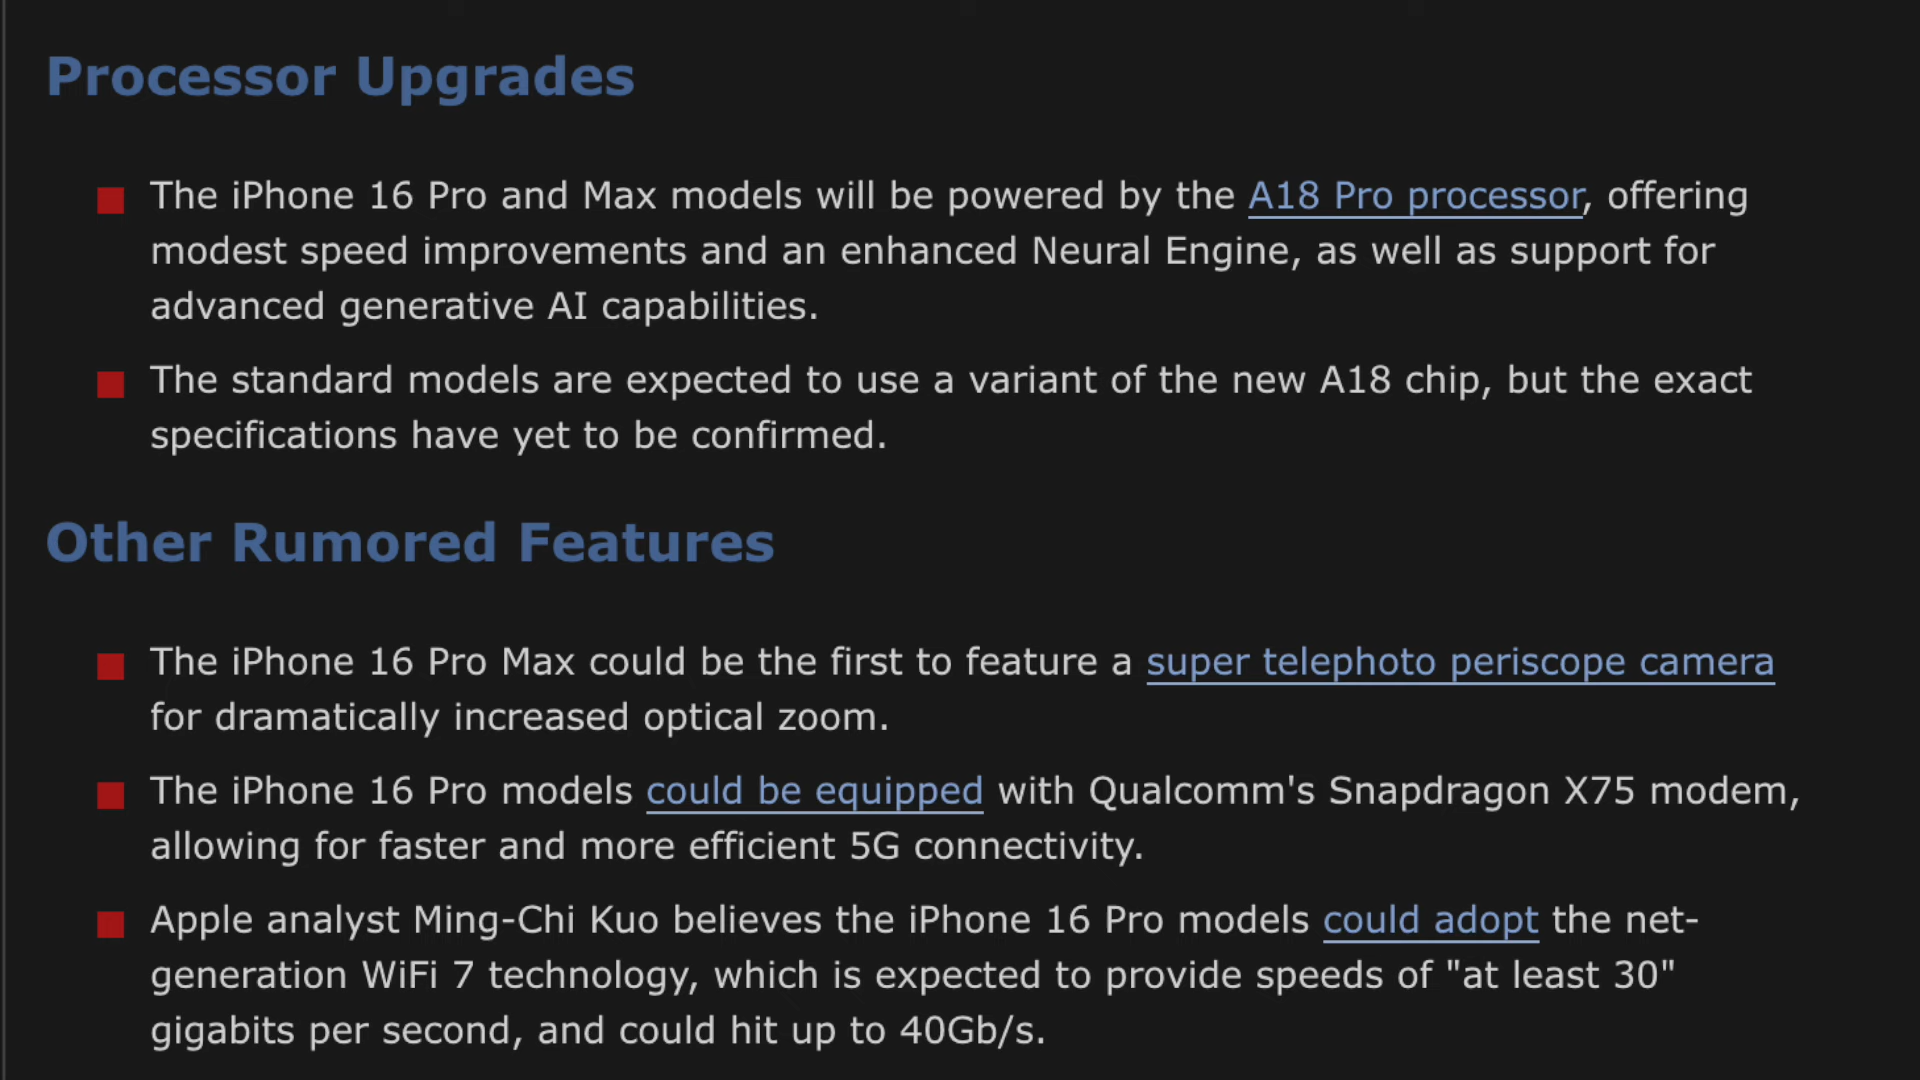 Processor Upgrades
The iPhone 16 Pro and Max models will be powered by the A18 Pro processor, offering
modest speed improvements and an enhanced Neural Engine, as well as support for
advanced generative AI capabilities.
The standard models are expected to use a variant of the new A18 chip, but the exact
specifications have yet to be confirmed.
Other Rumored Features
The iPhone 16 Pro Max could be the first to feature a super telephoto periscope camera
for dramatically increased optical zoom.
The iPhone 16 Pro models could be equipped with Qualcomm's Snapdragon X75 modem,
allowing for faster and more efficient 5G connectivity.
Apple analyst Ming-Chi Kuo believes the iPhone 16 Pro models could adopt the net-
generation WiFi 7 technology, which is expected to provide speeds of "at least 30"
gigabits per second, and could hit up to 40Gb/s.